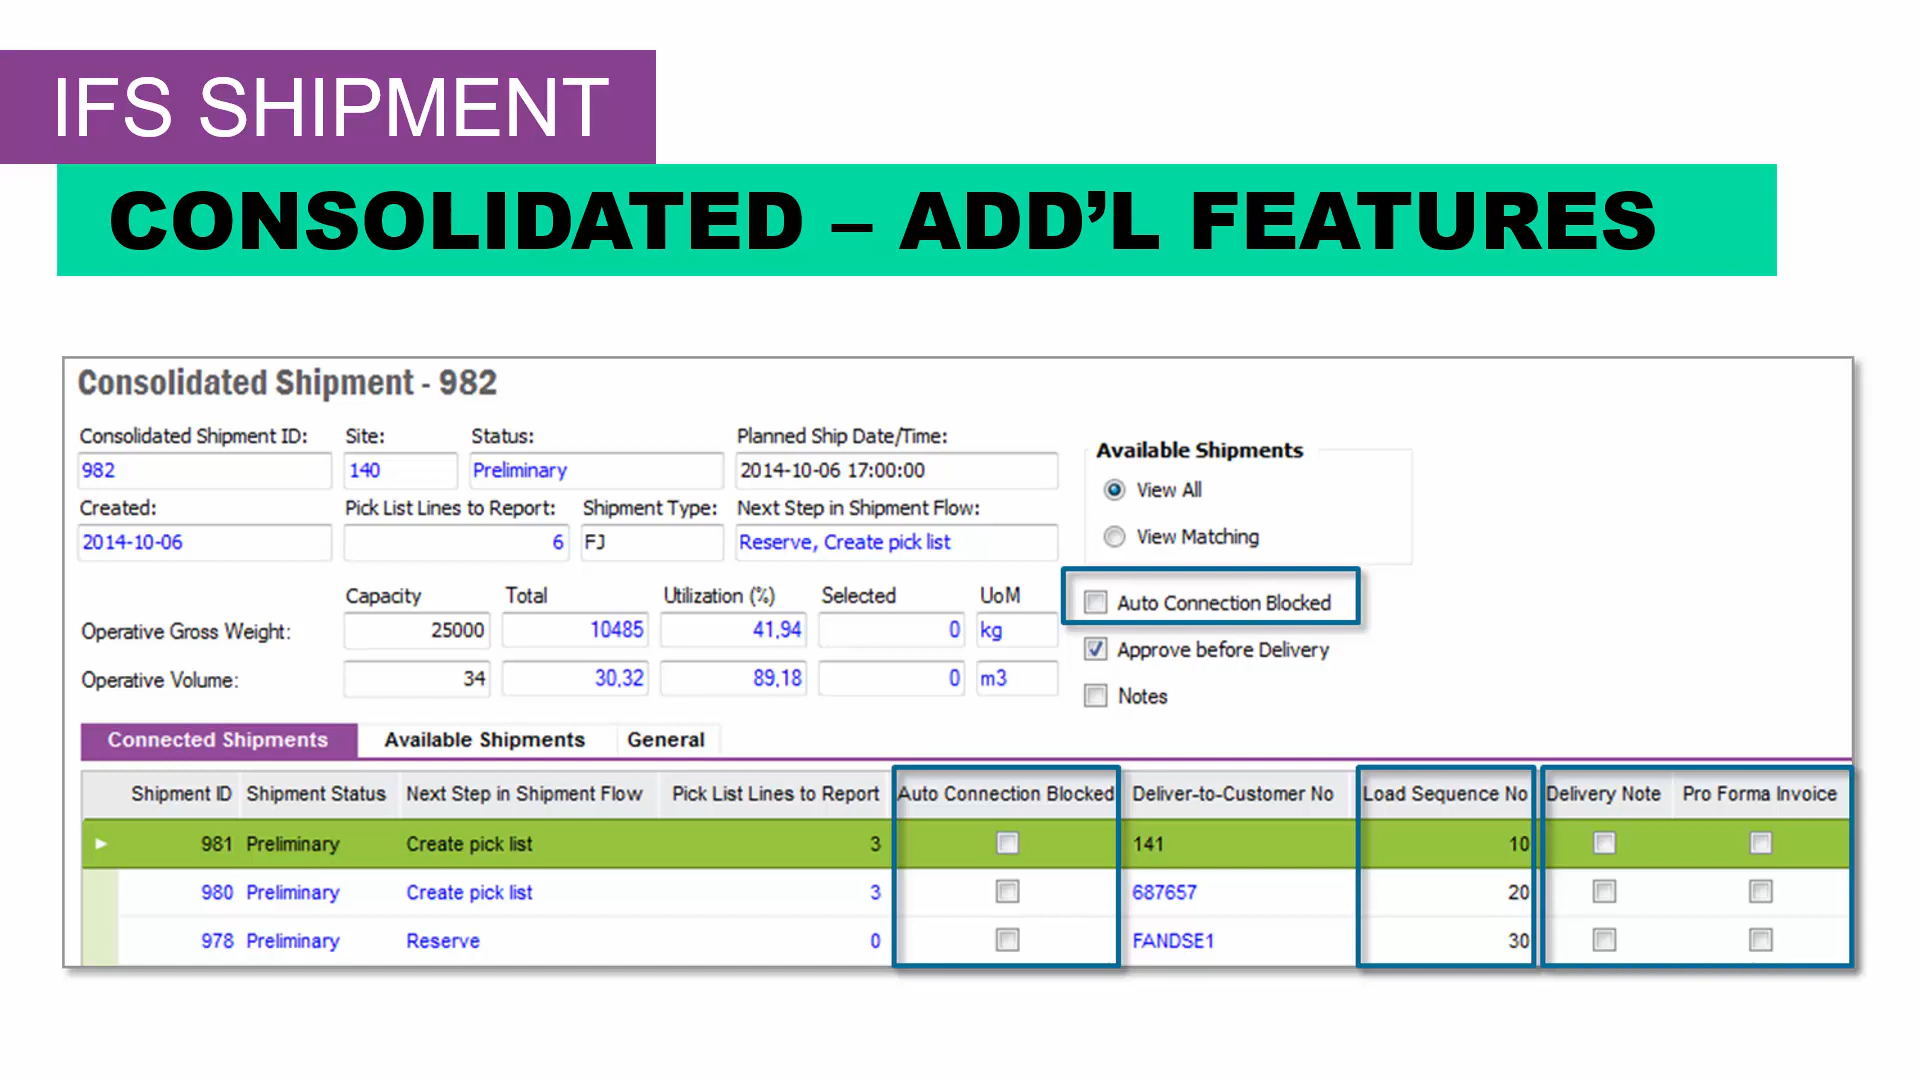 IFS SHIPMENT
CONSOLIDATED – ADD’L FEATURES
Consolidated Shipment - 982
Consolidated Shipment ID: Site: Status: Planned Ship Date/Time:
982 140 Preliminary 2014-10-06 17:00:00
Available Shipments
View All
View Matching
Created: Pick List Lines to Report: Shipment Type: Next Step in Shipment Flow:
2014-10-06 6 FJ Reserve, Create pick list
Capacity Total Utilization (%) Selected UoM
Operative Gross Weight: 25000 10485 41,94 0 kg
Operative Volume: 34 30,32 89,18 0 m3
Auto Connection Blocked
Approve before Delivery
Notes
Connected Shipments Available Shipments General
Shipment ID Shipment Status Next Step in Shipment Flow Pick List Lines to Report Auto Connection Blocked Deliver-to-Customer No Load Sequence No Delivery Note Pro Forma Invoice
981 Preliminary Create pick list 3 141 10
980 Preliminary Create pick list 3 687657 20
978 Preliminary Reserve 0 FANDSE1 30